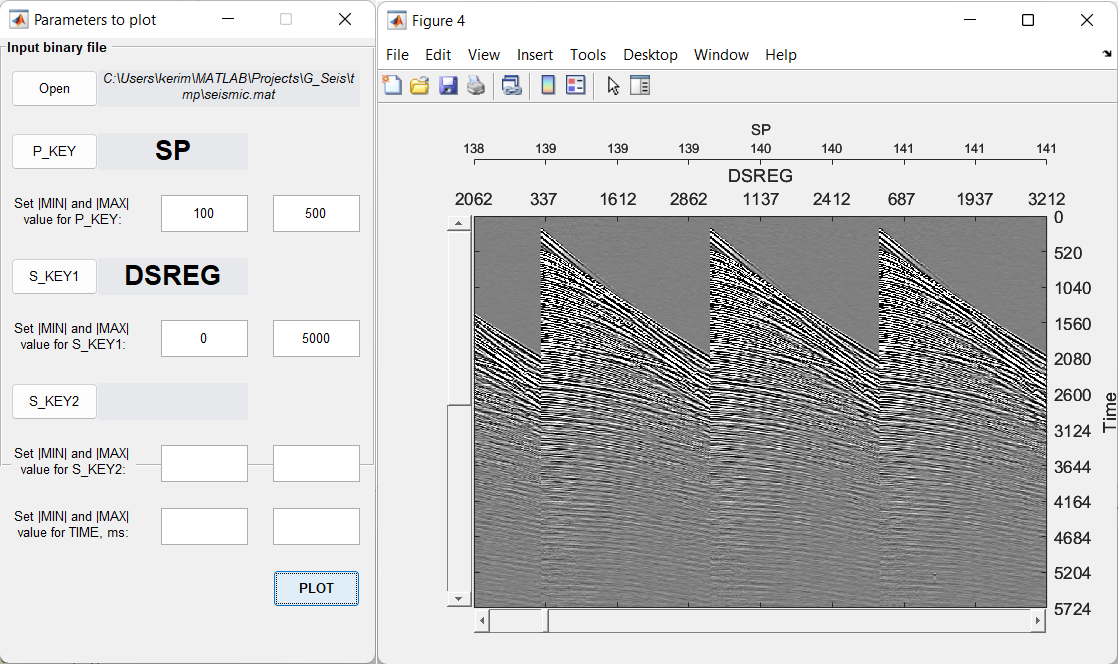 Parameters to plot
Input binary file
Open
C:\Users\kerim\MATLAB\Projects\G_Seis\t
mp\seismic.mat
P_KEY
SP
Set |MIN| and |MAX|
value for P_KEY:
100
500
S_KEY1
DSREG
Set |MIN| and |MAX|
value for S_KEY1:
0
5000
S_KEY2
Set |MIN| and |MAX|
value for S_KEY2:
Set |MIN| and |MAX|
value for TIME, ms:
PLOT
Figure 4
File Edit View Insert Tools Desktop Window Help
SP
138 139 139 139 140 140 141 141 141
DSREG
2062 337 1612 2862 1137 2412 687 1937 3212
0
520
1040
1560
2080
2600
3124
3644
4164
4684
5204
5724
Time